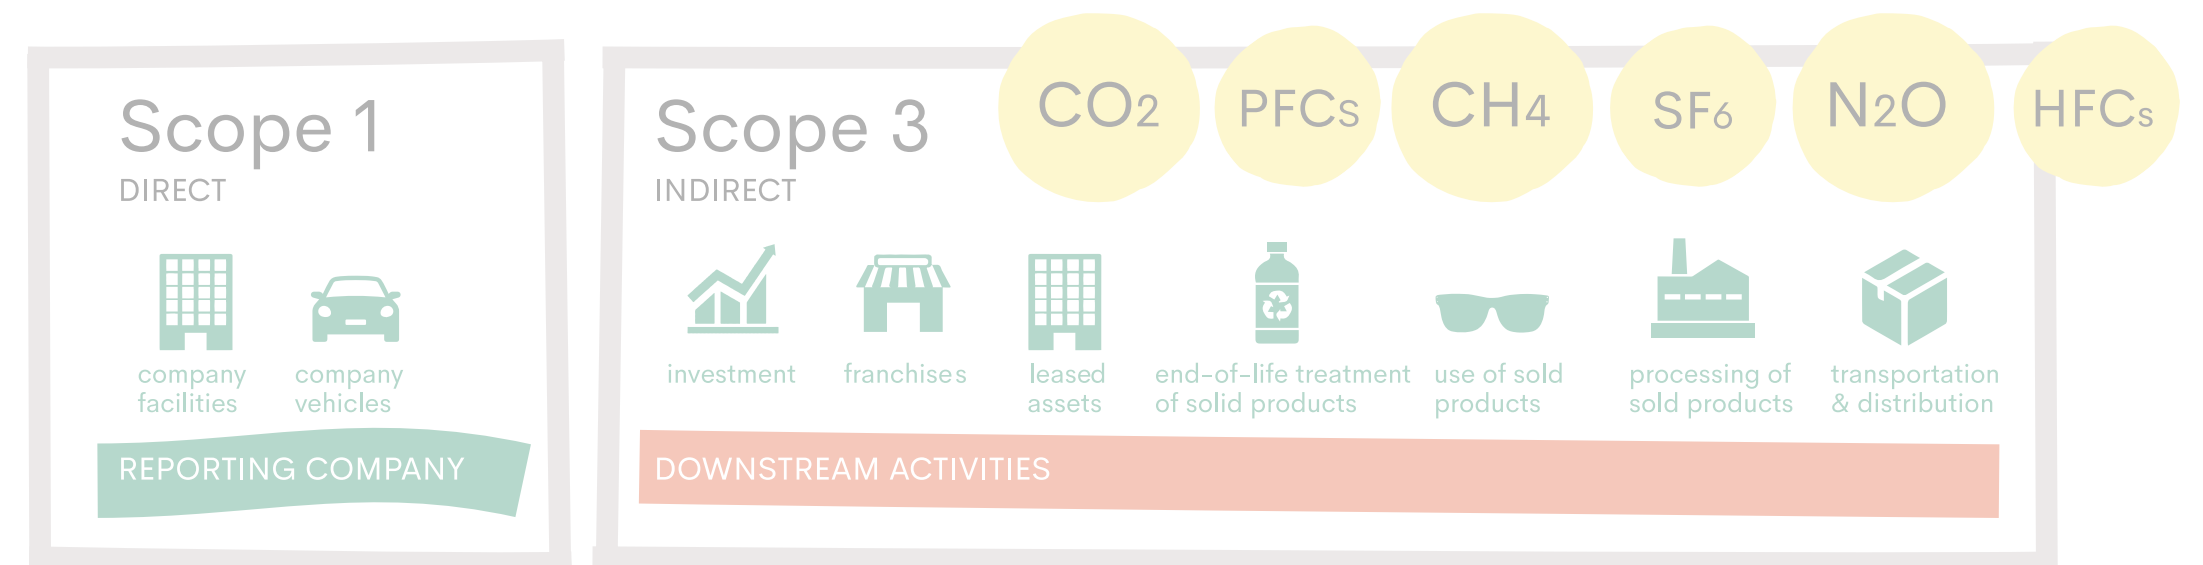 Scope 1
DIRECT
company
facilities
company
vehicles
REPORTING COMPANY
Scope 3
INDIRECT
CO2
PFCs
CH4
SF6
N2O
HFCs
investment
franchises
leased
assets
end-of-life treatment
of solid products
use of sold
products
processing of
sold products
transportation
& distribution
DOWNSTREAM ACTIVITIES